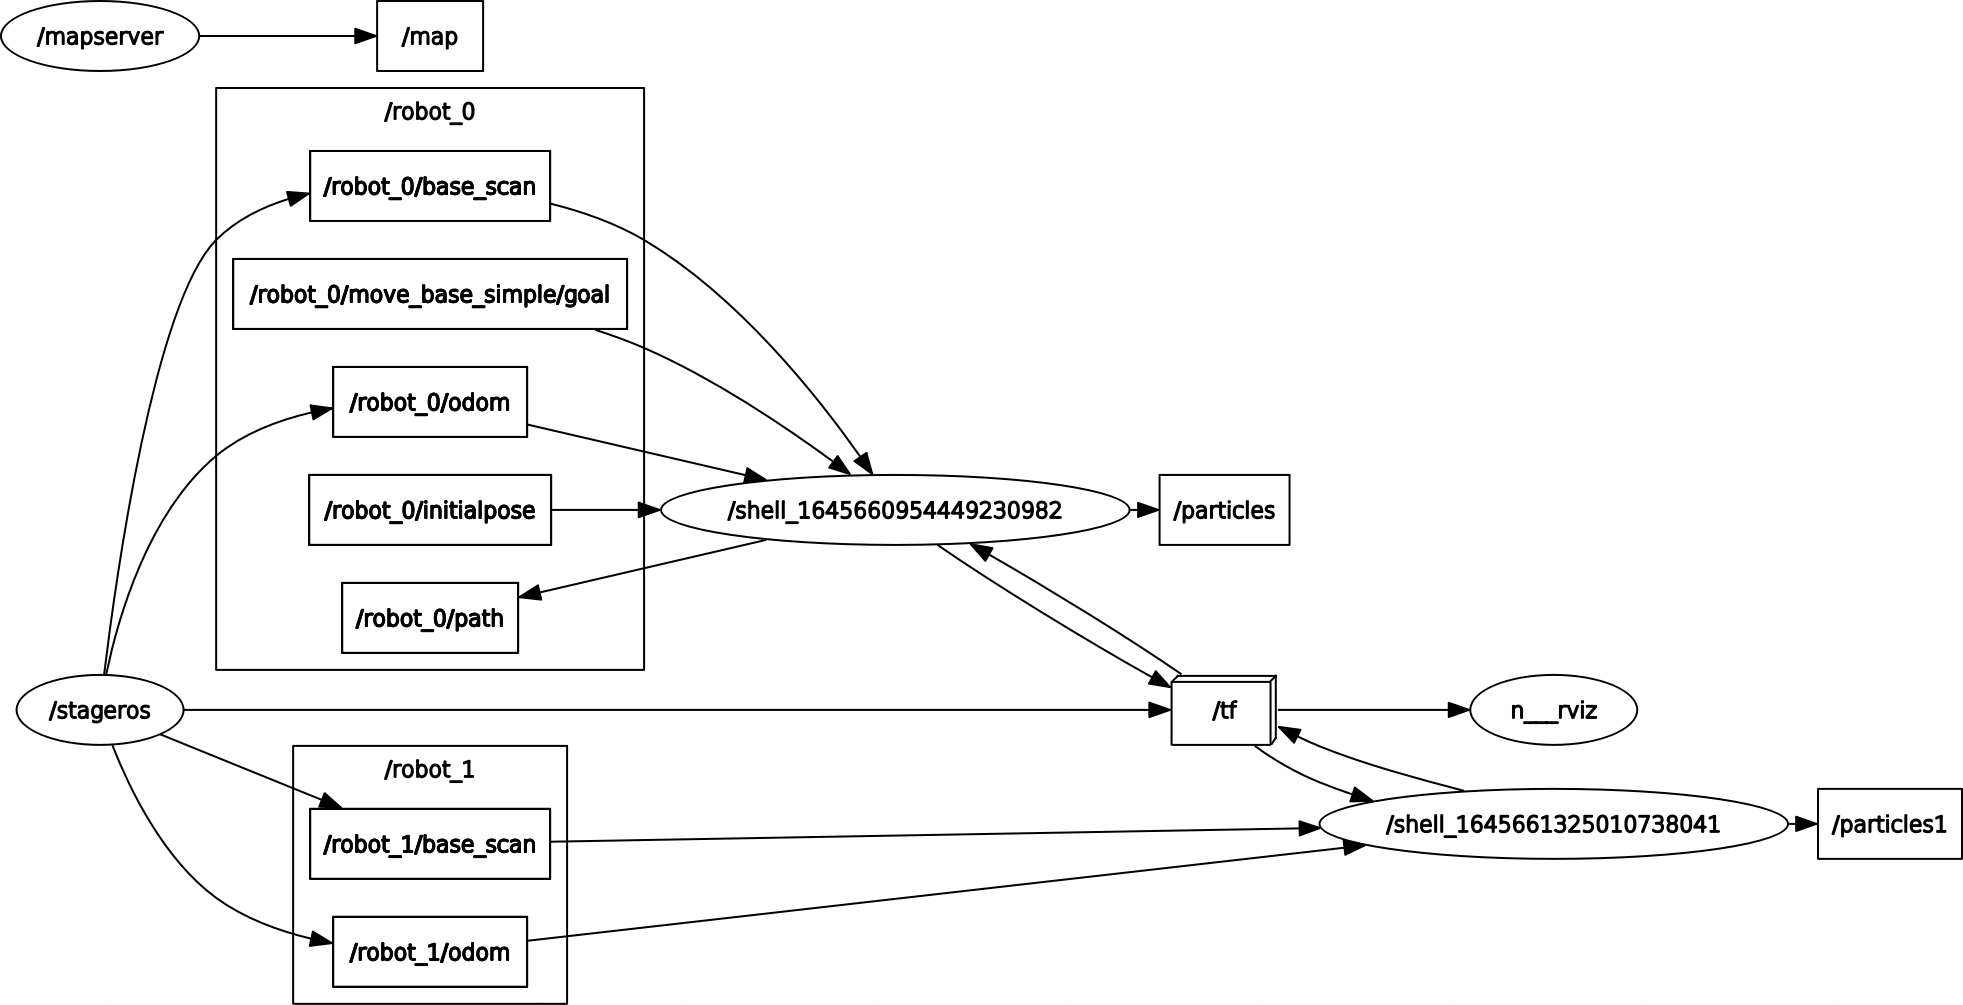 /mapserver
/map
/robot_0
/robot_0/base_scan
/robot_0/move_base_simple/goal
/robot_0/odom
/robot_0/initialpose
/shell_1645660954449230982
/particles
/robot_0/path
/stageros
/tf
n___rviz
/robot_1
/robot_1/base_scan
/shell_1645661325010738041
/particles1
/robot_1/odom